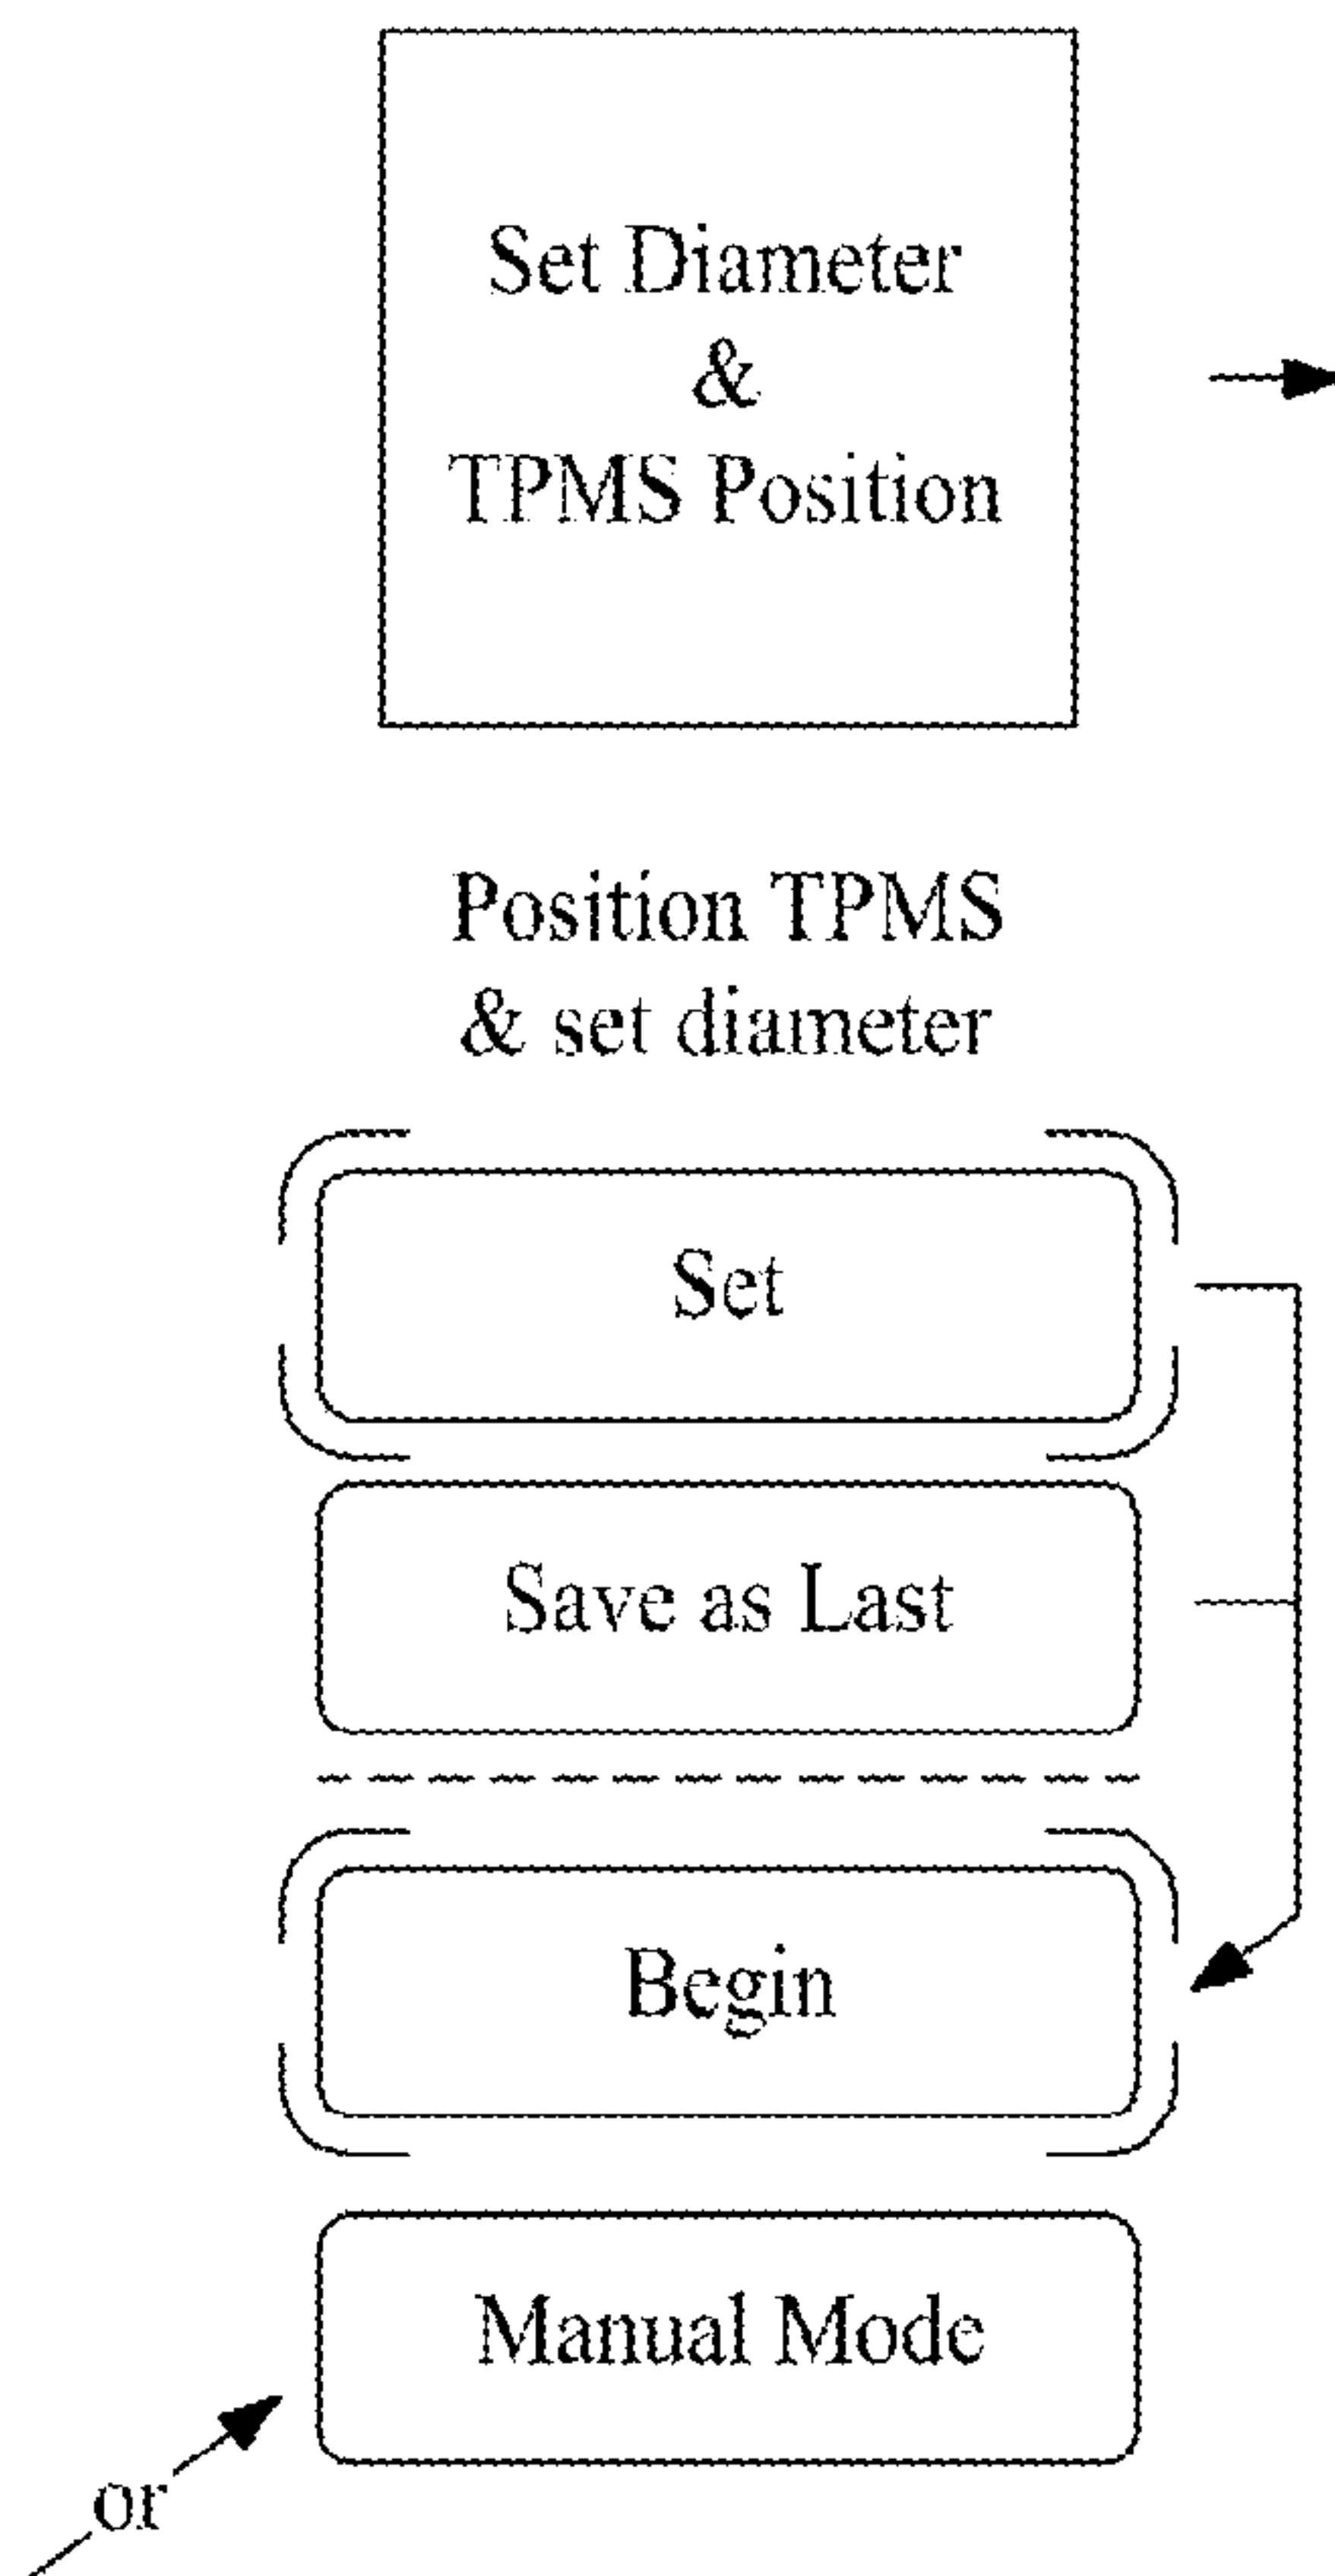 Set Diameter
&
TPMS Position
Position TPMS
& set diameter
Set
Save as Last
Begin
Manual Mode
or